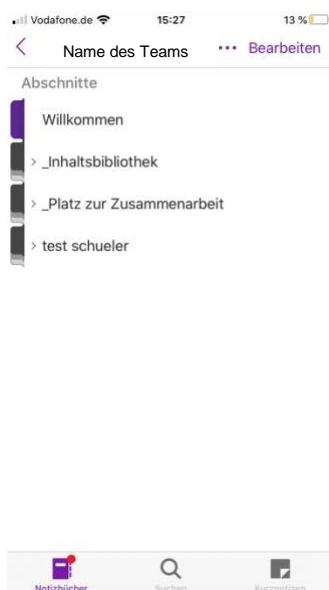 Vodafone.de 15:27 13 %
Name des Teams ••• Bearbeiten
Abschnitte
Willkommen
> _Inhaltsbibliothek
> _Platz zur Zusammenarbeit
> test schueler
Notizbücher Suchen Kurznotizen